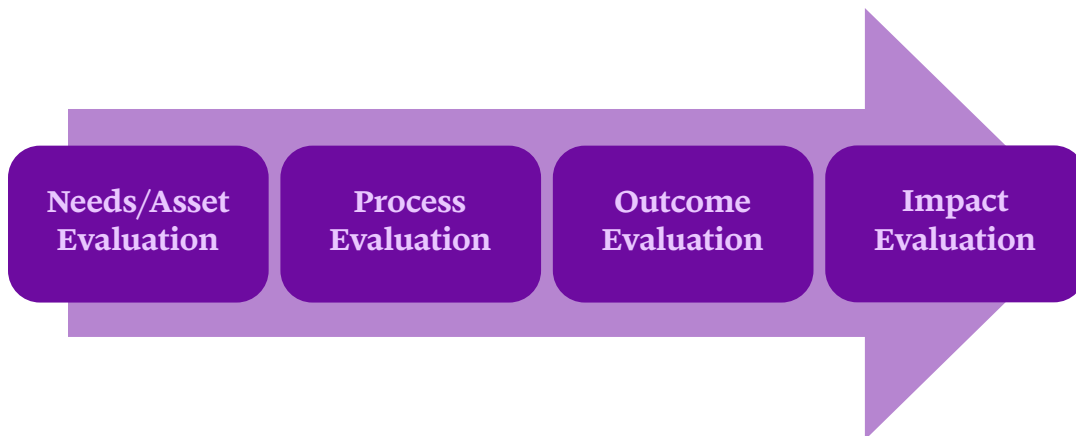 Needs/Asset
Evaluation
Process
Evaluation
Outcome
Evaluation
Impact
Evaluation